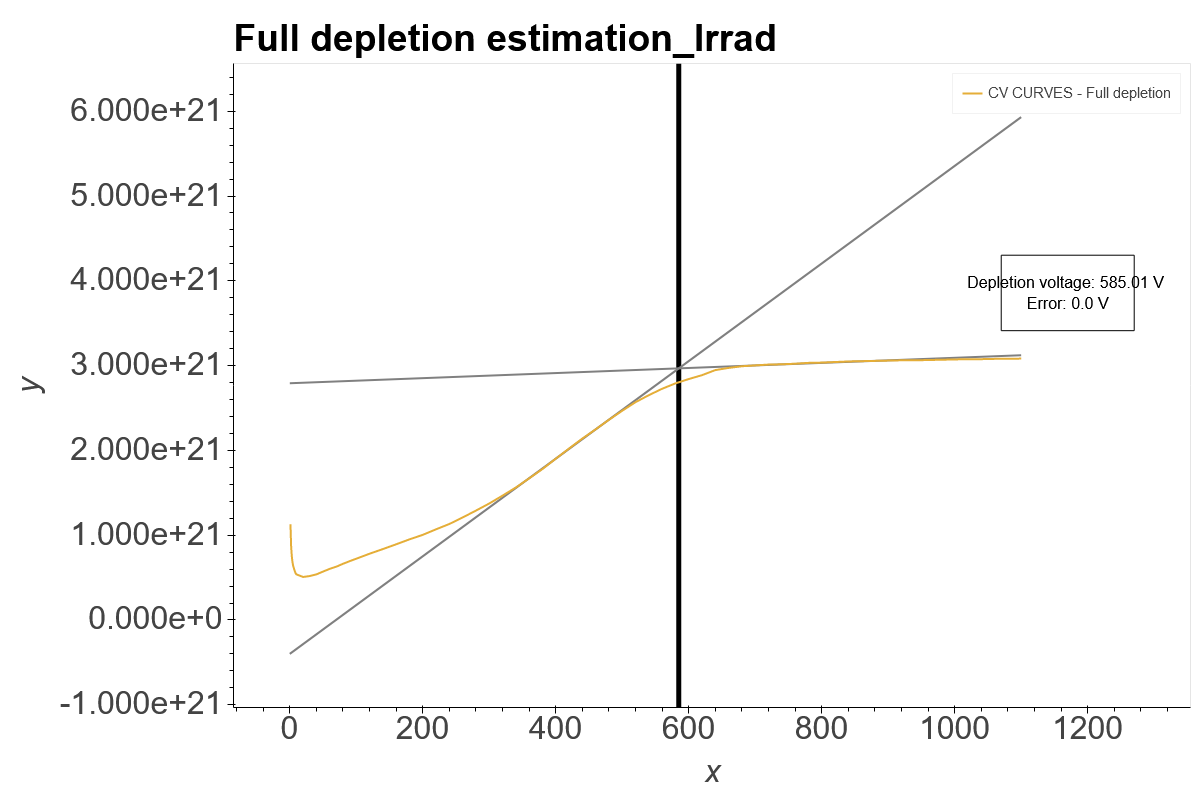 Full depletion estimation_Irrad
CV CURVES - Full depletion
6.000e+21
5.000e+21
4.000e+21
3.000e+21
2.000e+21
1.000e+21
0.000e+0
-1.000e+21
y
Depletion voltage: 585.01 V
Error: 0.0 V
0 200 400 600 800 1000 1200
x